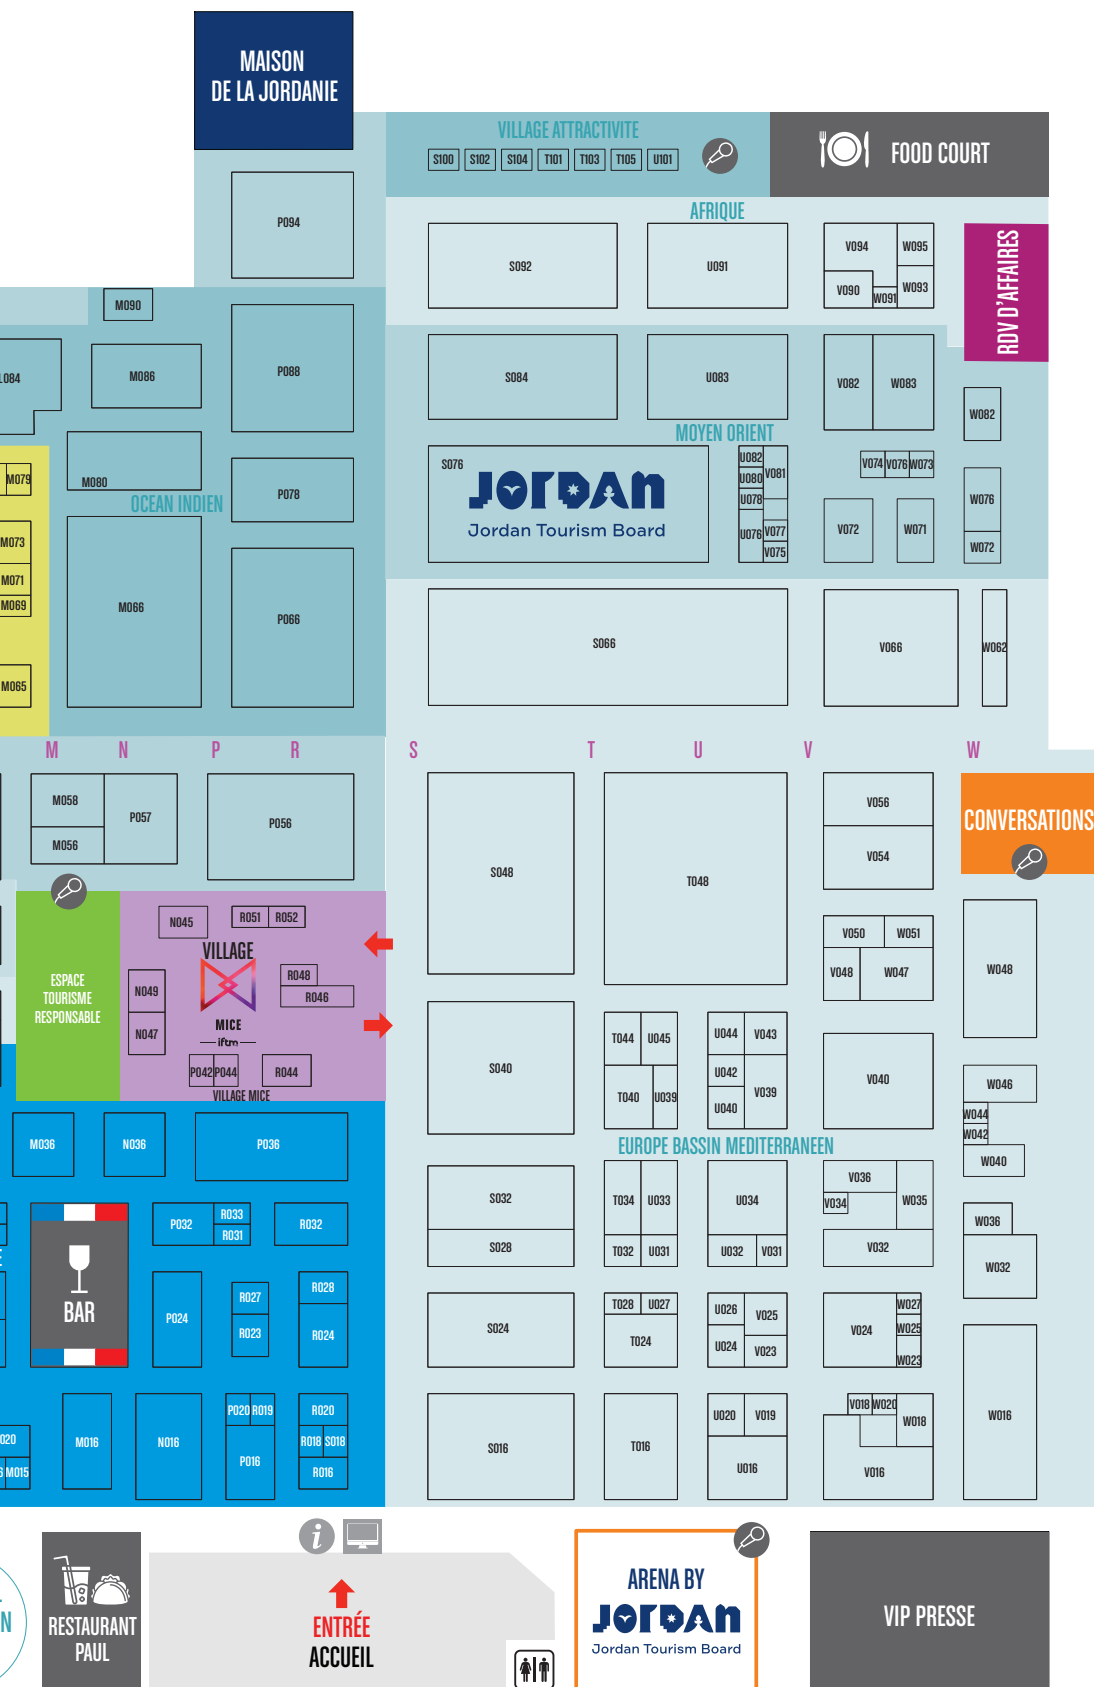 MAISON
DE LA JORDANIE
VILLAGE ATTRACTIVITE
S100 S102 S104 T101 T103 T105 U101
FOOD COURT
P094
AFRIQUE
S092 U091
V094 W095
V090 W091 W093
RDV D'AFFAIRES
M090
L084 M086 P088
S084 U083 V082 W083
W082
MOYEN ORIENT
M079 M080
OCEAN INDIEN
P078
S076
JORDAN
Jordan Tourism Board
U082
U080
U078
U076
V081
V077
V075
V074 V076 W073
V072 W071
W076
W072
M073
M071
M069
M065
M066 P066
S066 V066 W062
M N P R S T U V W
M058
M056
P057 P056
S048 T048
V056
V054
CONVERSATIONS
V050 W051
V048 W047
W048
ESPACE
TOURISME
RESPONSABLE
N045 R051 R052
VILLAGE
MICE
iftm
N049
N047
R048
R046
P042 P044 R044
VILLAGE MICE
S040
T044 U045
T040 U039
U044 V043
U042
U040
V039
V040
W046
W044
W042
W040
EUROPE BASSIN MEDITERRANEEN
M036 N036 P036
S032
S028
T034 U033
T032 U031
U034
U032 V031
V036
V034
W035
V032
W036
W032
P032 R033
R031
R032
E
BAR
P024
R027
R023
R028
R024
S024
T028 U027
T024
U026 V025
U024 V023
V024
W027
W025
W023
W016
020
6 M015
M016 N016
P020 R019
P016
R020
R018 S018
R016
S016 T016
U020 V019
U016
V018 W020
W018
V016
N
RESTAURANT
PAUL
i
ENTRÉE
ACCUEIL
ARENA BY
JORDAN
Jordan Tourism Board
VIP PRESSE